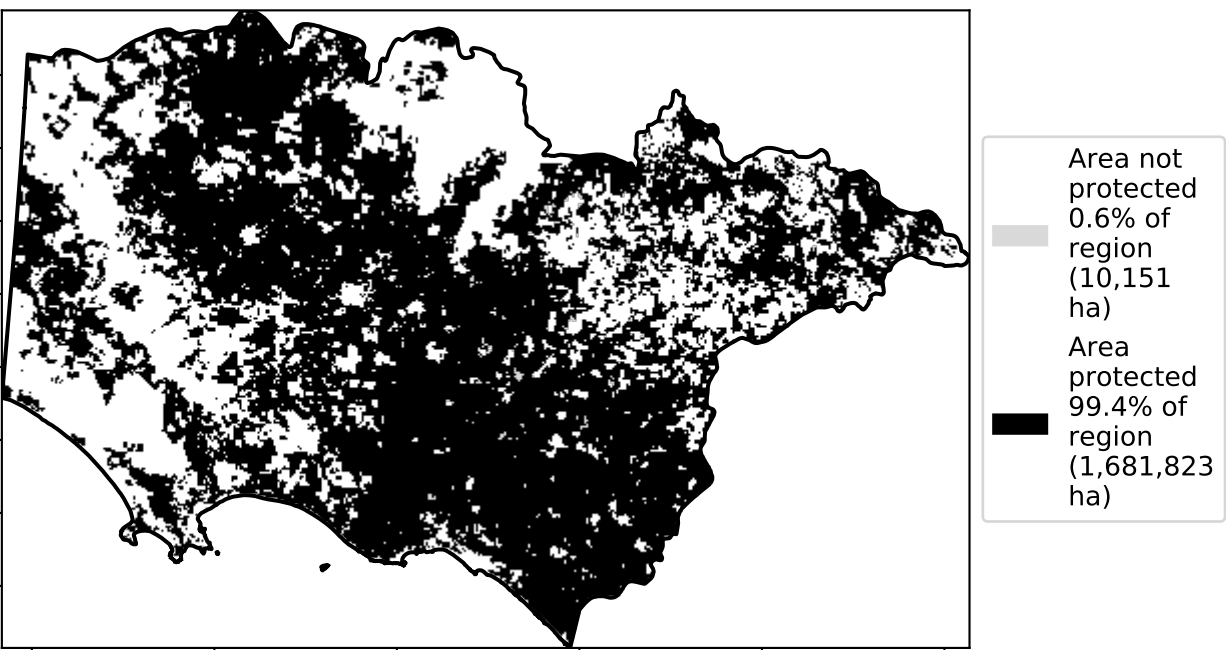 Area not
protected
0.6% of
region
(10,151
ha)
Area
protected
99.4% of
region
(1,681,823
ha)